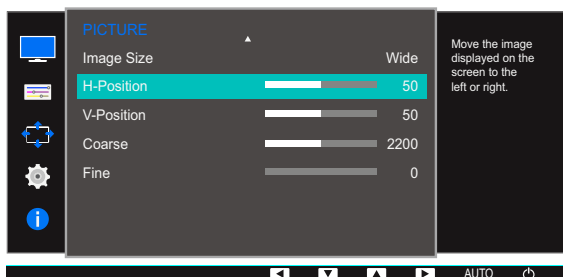 PICTURE
Image Size Wide
H-Position 50
V-Position 50
Coarse 2200
Fine 0
Move the image
displayed on the
screen to the
left or right.
AUTO